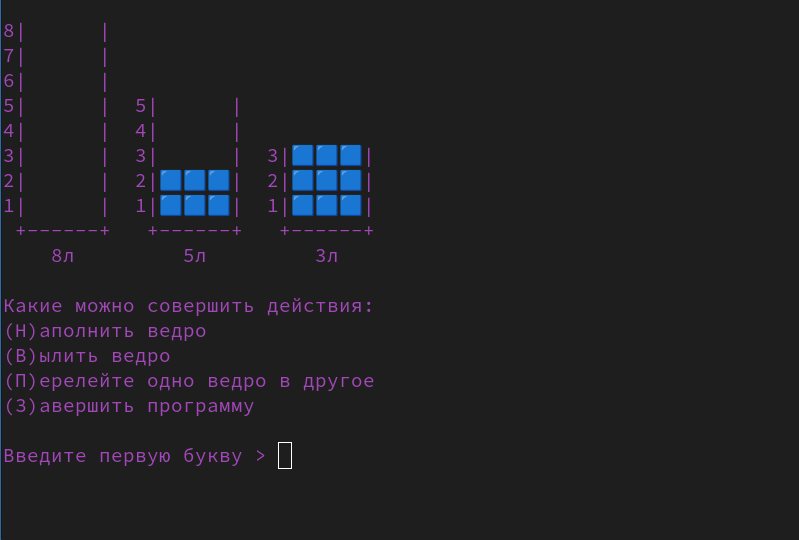 8|      |
7|      |
6|      |
5|      |  5|      |
4|      |  4|      |
3|      |  3|      |  3|🟦🟦🟦|
2|      |  2|🟦🟦🟦|  2|🟦🟦🟦|
1|      |  1|🟦🟦🟦|  1|🟦🟦🟦|
 +------+   +------+   +------+
    8л         5л         3л
Какие можно совершить действия:
(Н)аполнить ведро
(В)ылить ведро
(П)ерелейте одно ведро в другое
(З)авершить программу
Введите первую букву >